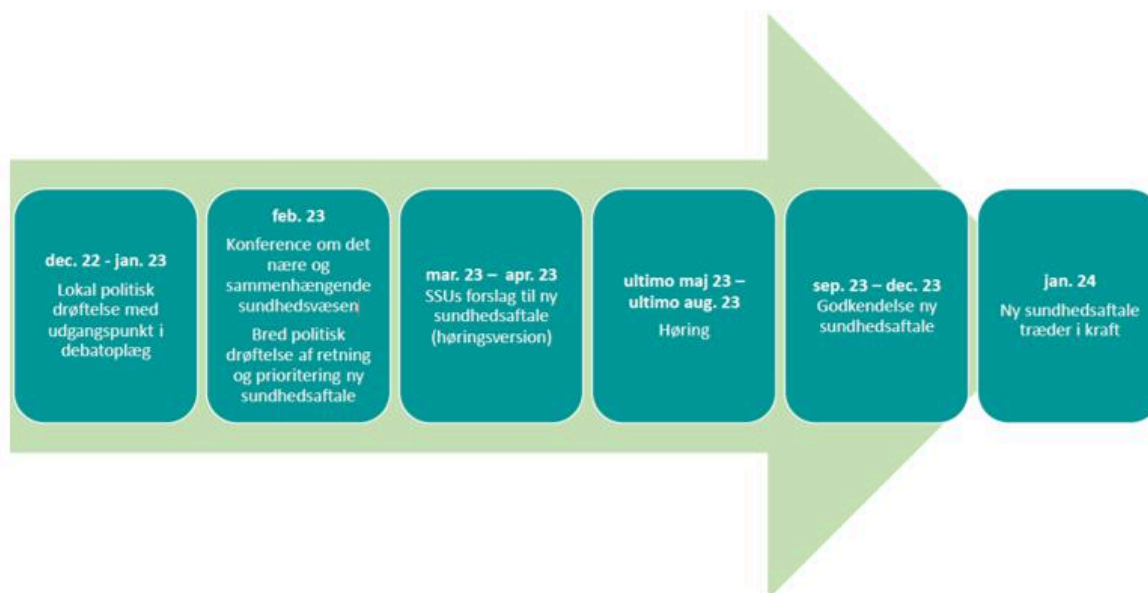 dec. 22 - jan. 23
Lokal politisk
drøftelse med
udgangspunkt i
debatoplæg
feb. 23
Konference om det
nære og
sammenhængende
sundhedsvæsen
Bred politisk
drøftelse af retning
og prioritering ny
sundhedsaftale
mar. 23 – apr. 23
SSUs forslag til ny
sundhedsaftale
(høringsversion)
ultimo maj 23 –
ultimo aug. 23
Høring
sep. 23 – dec. 23
Godkendelse ny
sundhedsaftale
jan. 24
Ny sundhedsaftale
træder i kraft